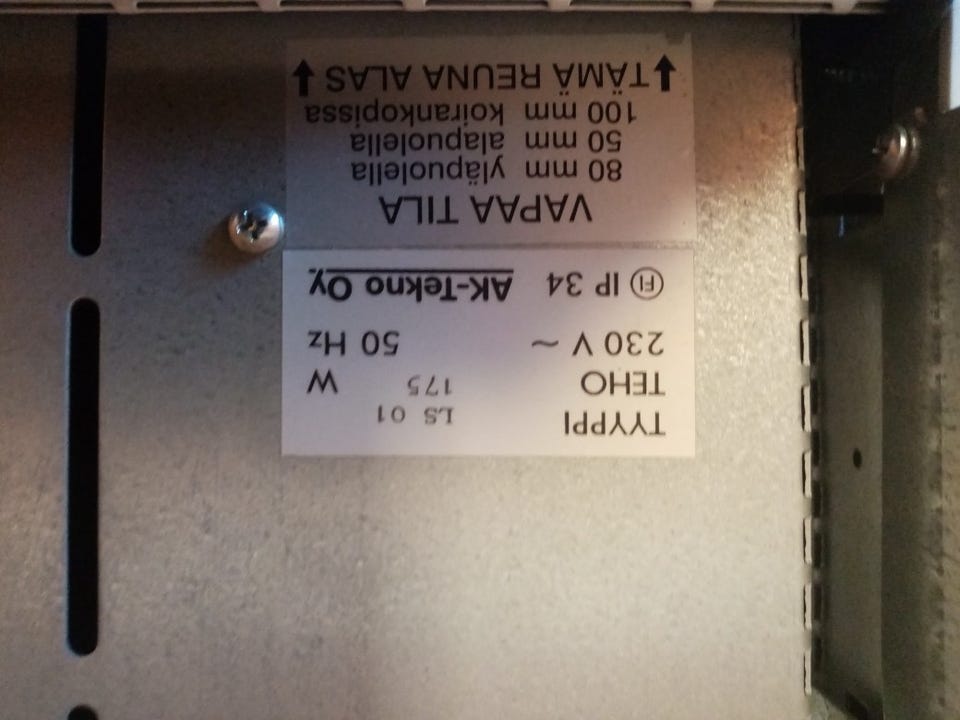 TYYPPI LS 01
TEHO 175 W
230 V ~ 50 Hz
FI IP 34 AK-Tekno Oy
VAPAA TILA
80 mm yläpuolella
50 mm alapuolella
100 mm koirankopissa
↓ TÄMÄ REUNA ALAS ↓